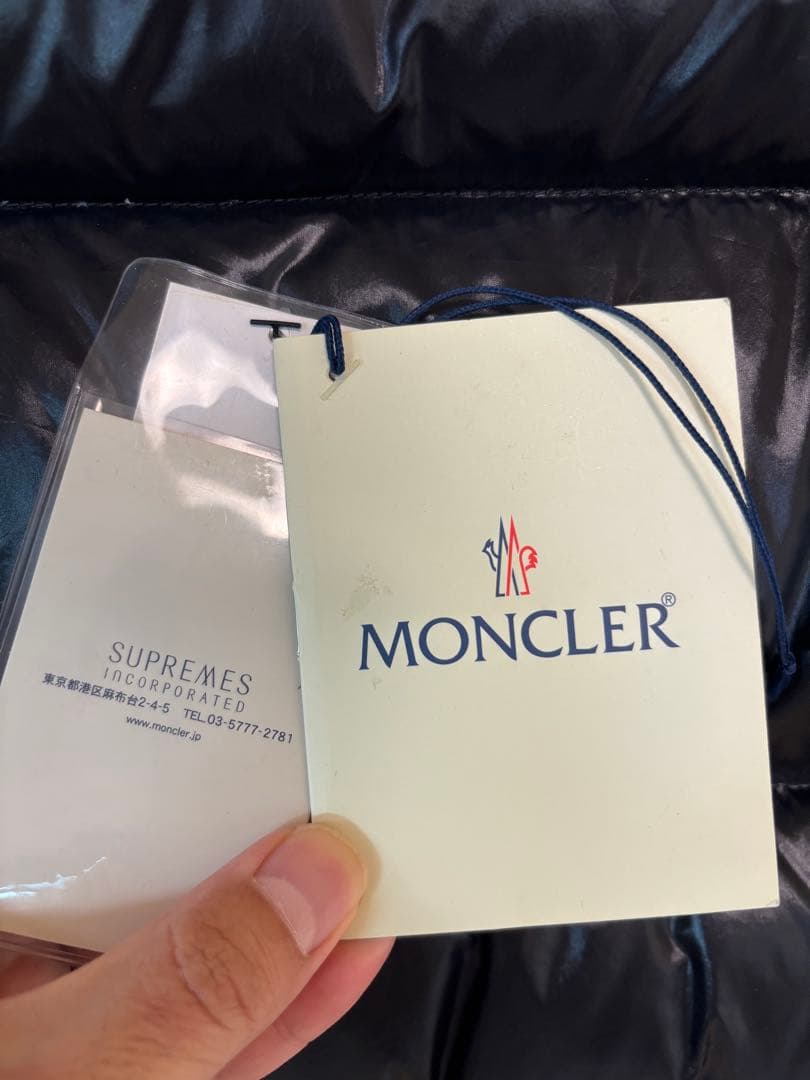 SUPREMES
INCORPORATED
東京都港区麻布台2-4-5 TEL.03-5777-2781
www.moncler.jp
MONCLER®